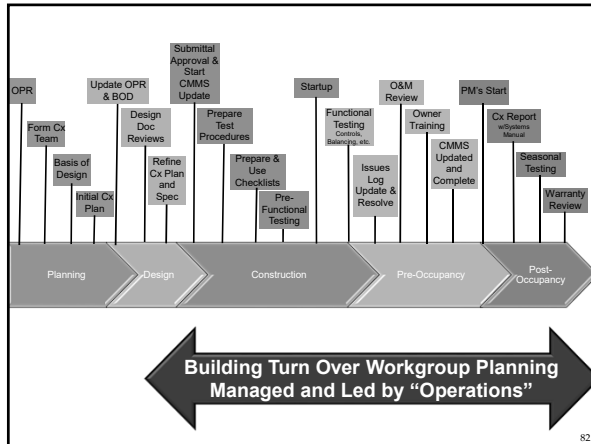 OPR
Form Cx
Team
Basis of
Design
Initial Cx
Plan
Update OPR
& BOD
Design
Doc
Reviews
Refine
Cx Plan
and
Spec
Submittal
Approval &
Start
CMMS
Update
Prepare
Test
Procedures
Prepare &
Use
Checklists
Pre-
Functional
Testing
Startup
Functional
Testing
Controls,
Balancing, etc.
Issues
Log
Update &
Resolve
O&M
Review
Owner
Training
CMMS
Updated
and
Complete
PM's Start
Cx Report
w/Systems
Manual
Seasonal
Testing
Warranty
Review
Planning
Design
Construction
Pre-Occupancy
Post-
Occupancy
Building Turn Over Workgroup Planning
Managed and Led by “Operations”
82